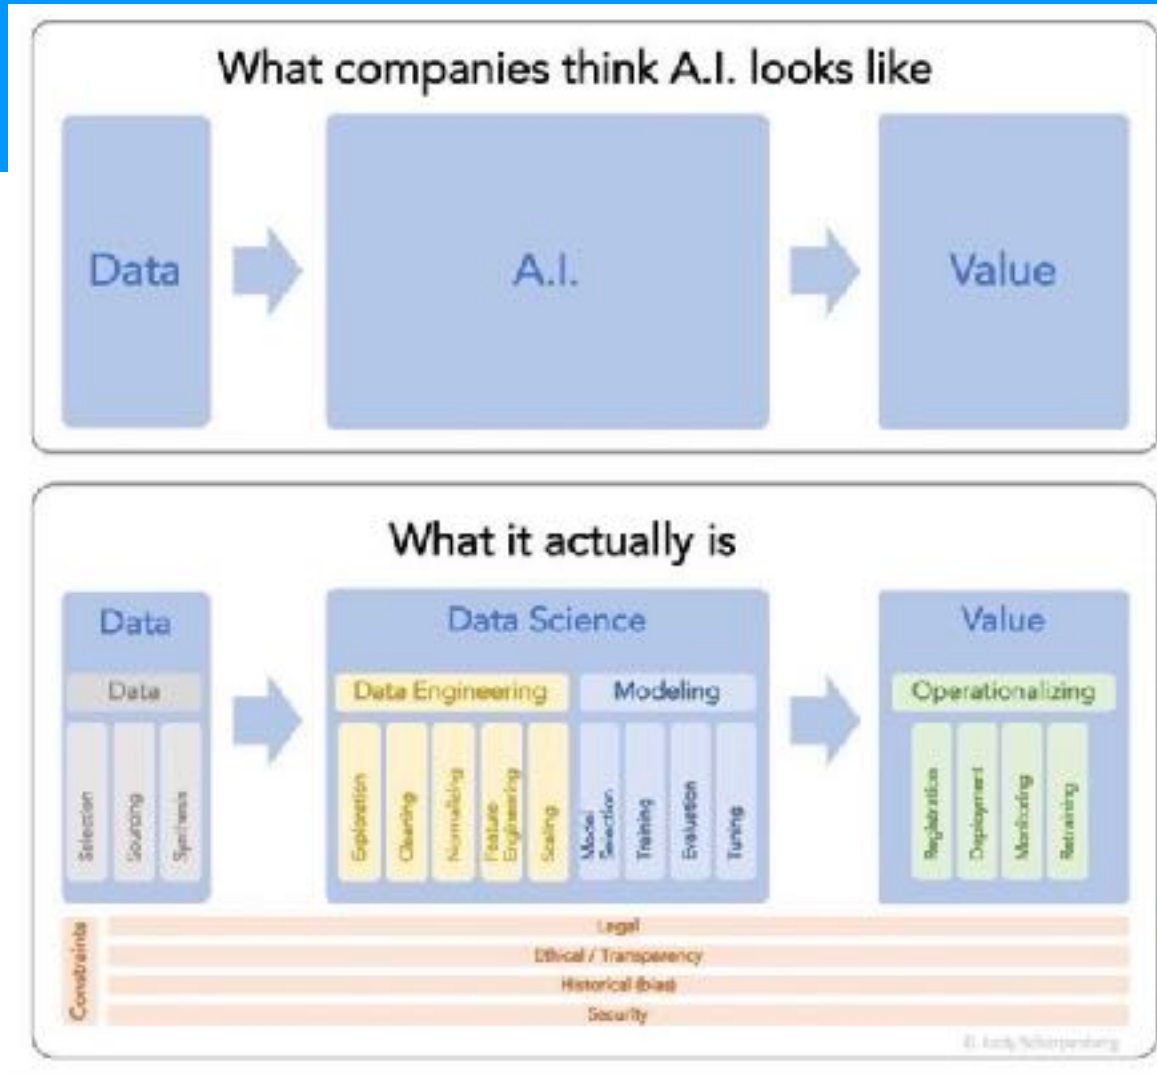 What companies think A.I. looks like
Data
A.I.
Value
What it actually is
Data
Data Science
Value
Data
Data Engineering
Modeling
Operationalizing
Selection
Sourcing
Synthesis
Exploration
Cleaning
Normalizing
Feature
Engineering
Scaling
Model
Selection
Training
Evaluation
Tuning
Registration
Deployment
Monitoring
Retraining
Constraints
Legal
Ethical / Transparency
Historical (bias)
Security
©